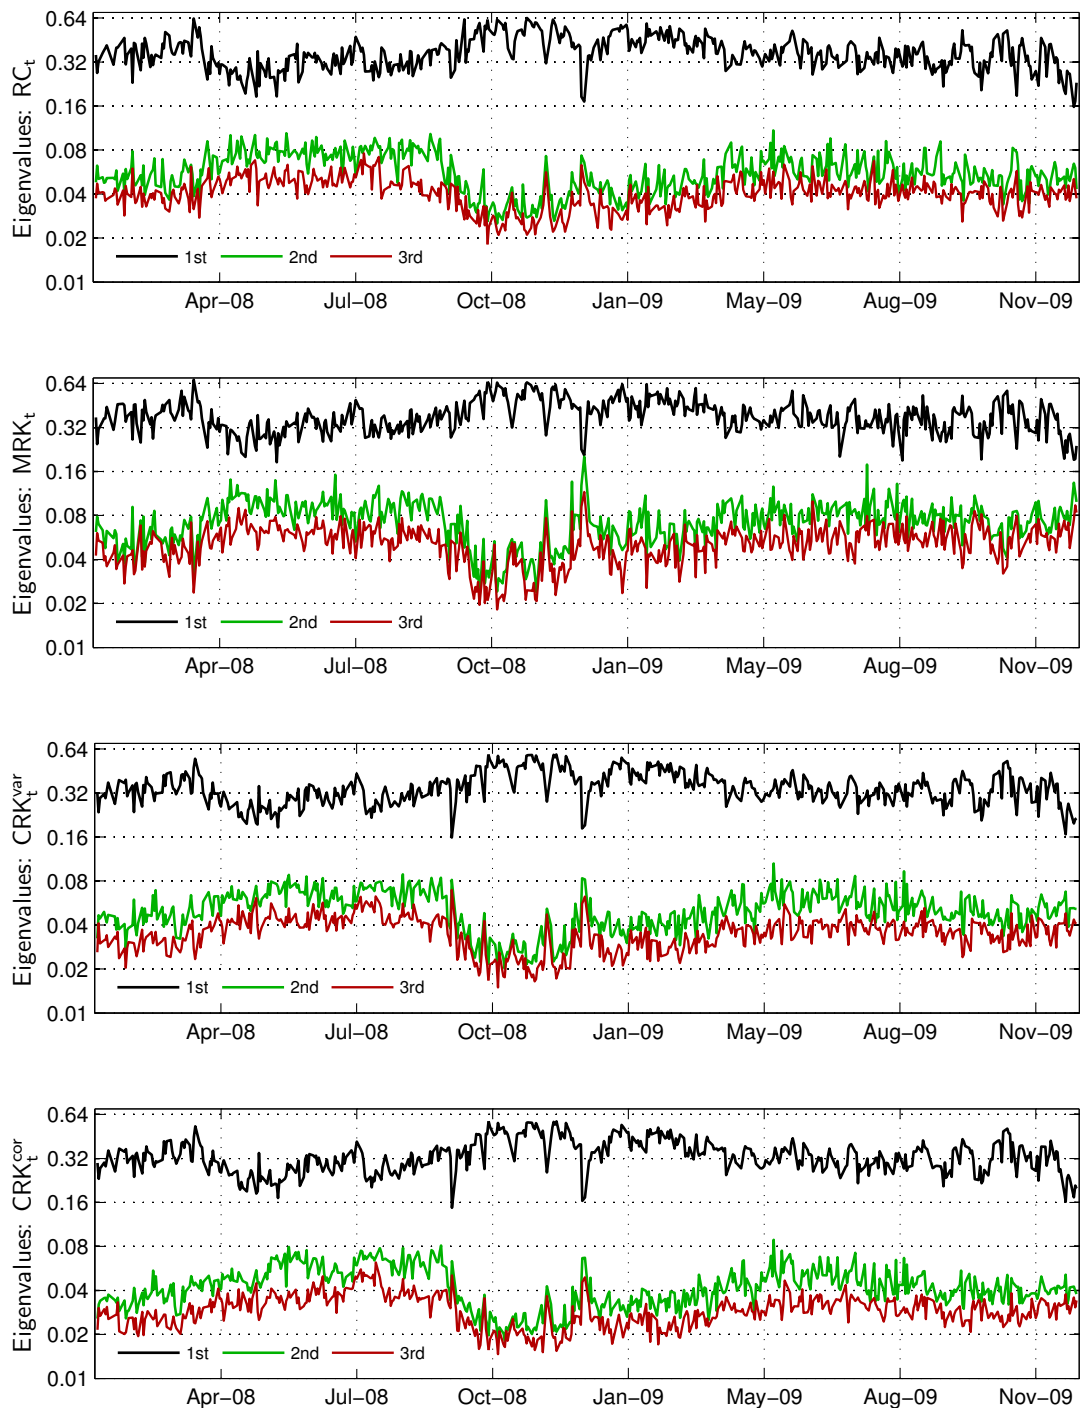 Eigenvalues: RC_t
0.64
0.32
0.16
0.08
0.04
0.02
0.01
1st 2nd 3rd
Apr–08 Jul–08 Oct–08 Jan–09 May–09 Aug–09 Nov–09
Eigenvalues: MRK_t
0.64
0.32
0.16
0.08
0.04
0.02
0.01
1st 2nd 3rd
Apr–08 Jul–08 Oct–08 Jan–09 May–09 Aug–09 Nov–09
Eigenvalues: CRK_t^var
0.64
0.32
0.16
0.08
0.04
0.02
0.01
1st 2nd 3rd
Apr–08 Jul–08 Oct–08 Jan–09 May–09 Aug–09 Nov–09
Eigenvalues: CRK_t^cor
0.64
0.32
0.16
0.08
0.04
0.02
0.01
1st 2nd 3rd
Apr–08 Jul–08 Oct–08 Jan–09 May–09 Aug–09 Nov–09